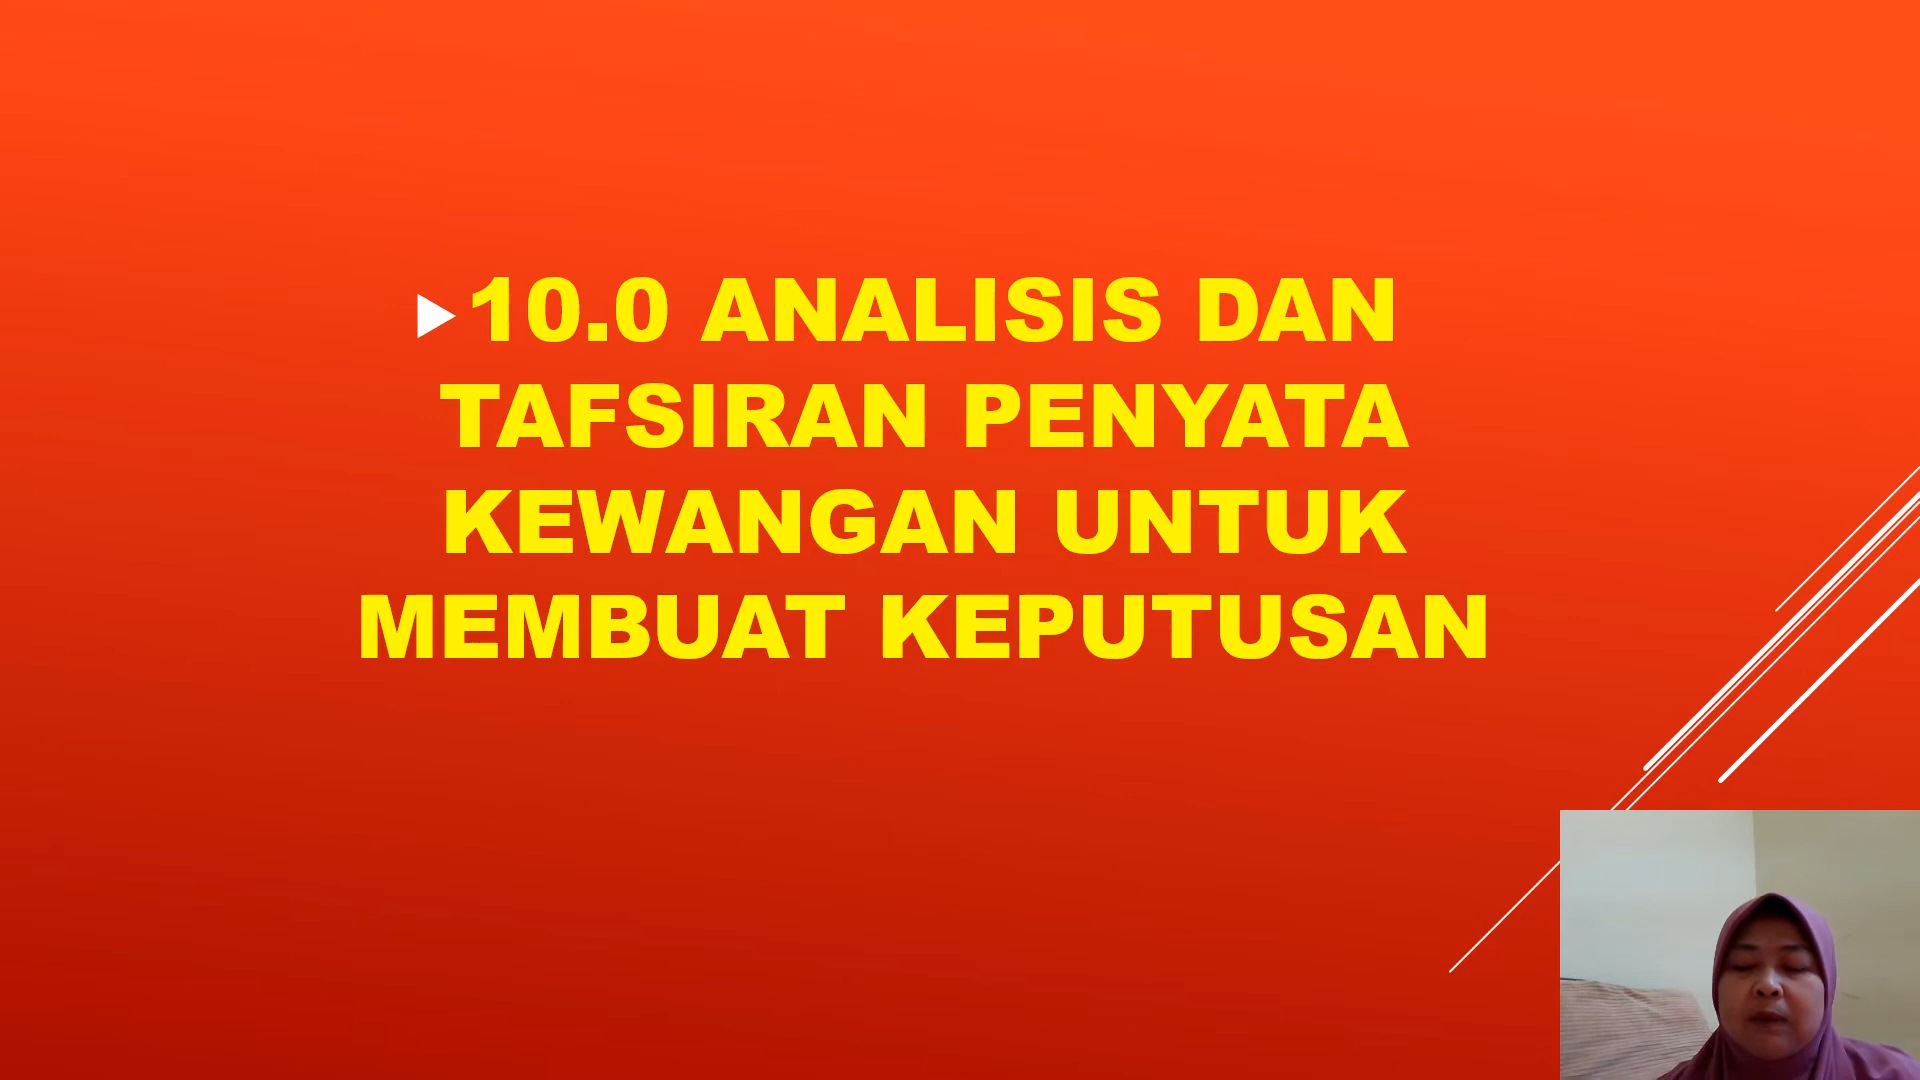 10.0 ANALISIS DAN
TAFSIRAN PENYATA
KEWANGAN UNTUK
MEMBUAT KEPUTUSAN